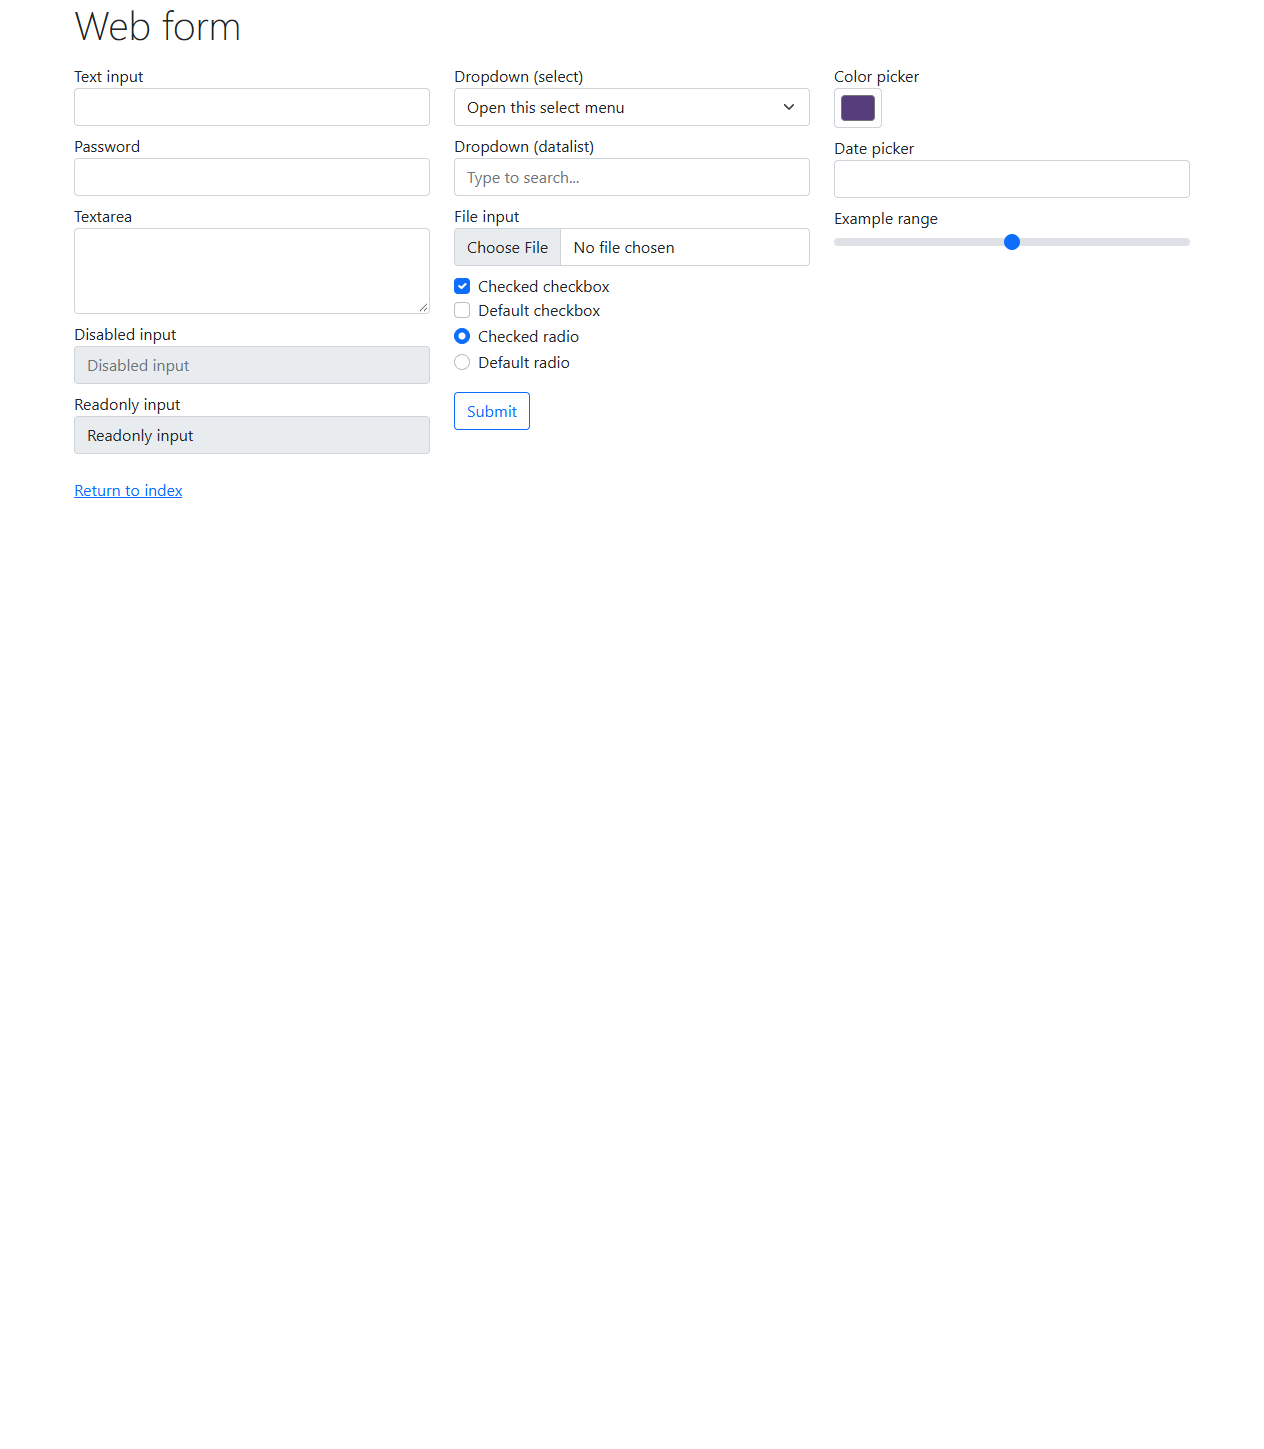 Web form
Text input
Password
Textarea
Disabled input
Disabled input
Readonly input
Readonly input
Return to index
Dropdown (select)
Open this select menu
Dropdown (datalist)
Type to search...
File input
Choose File No file chosen
Checked checkbox
Default checkbox
Checked radio
Default radio
Submit
Color picker
Date picker
Example range